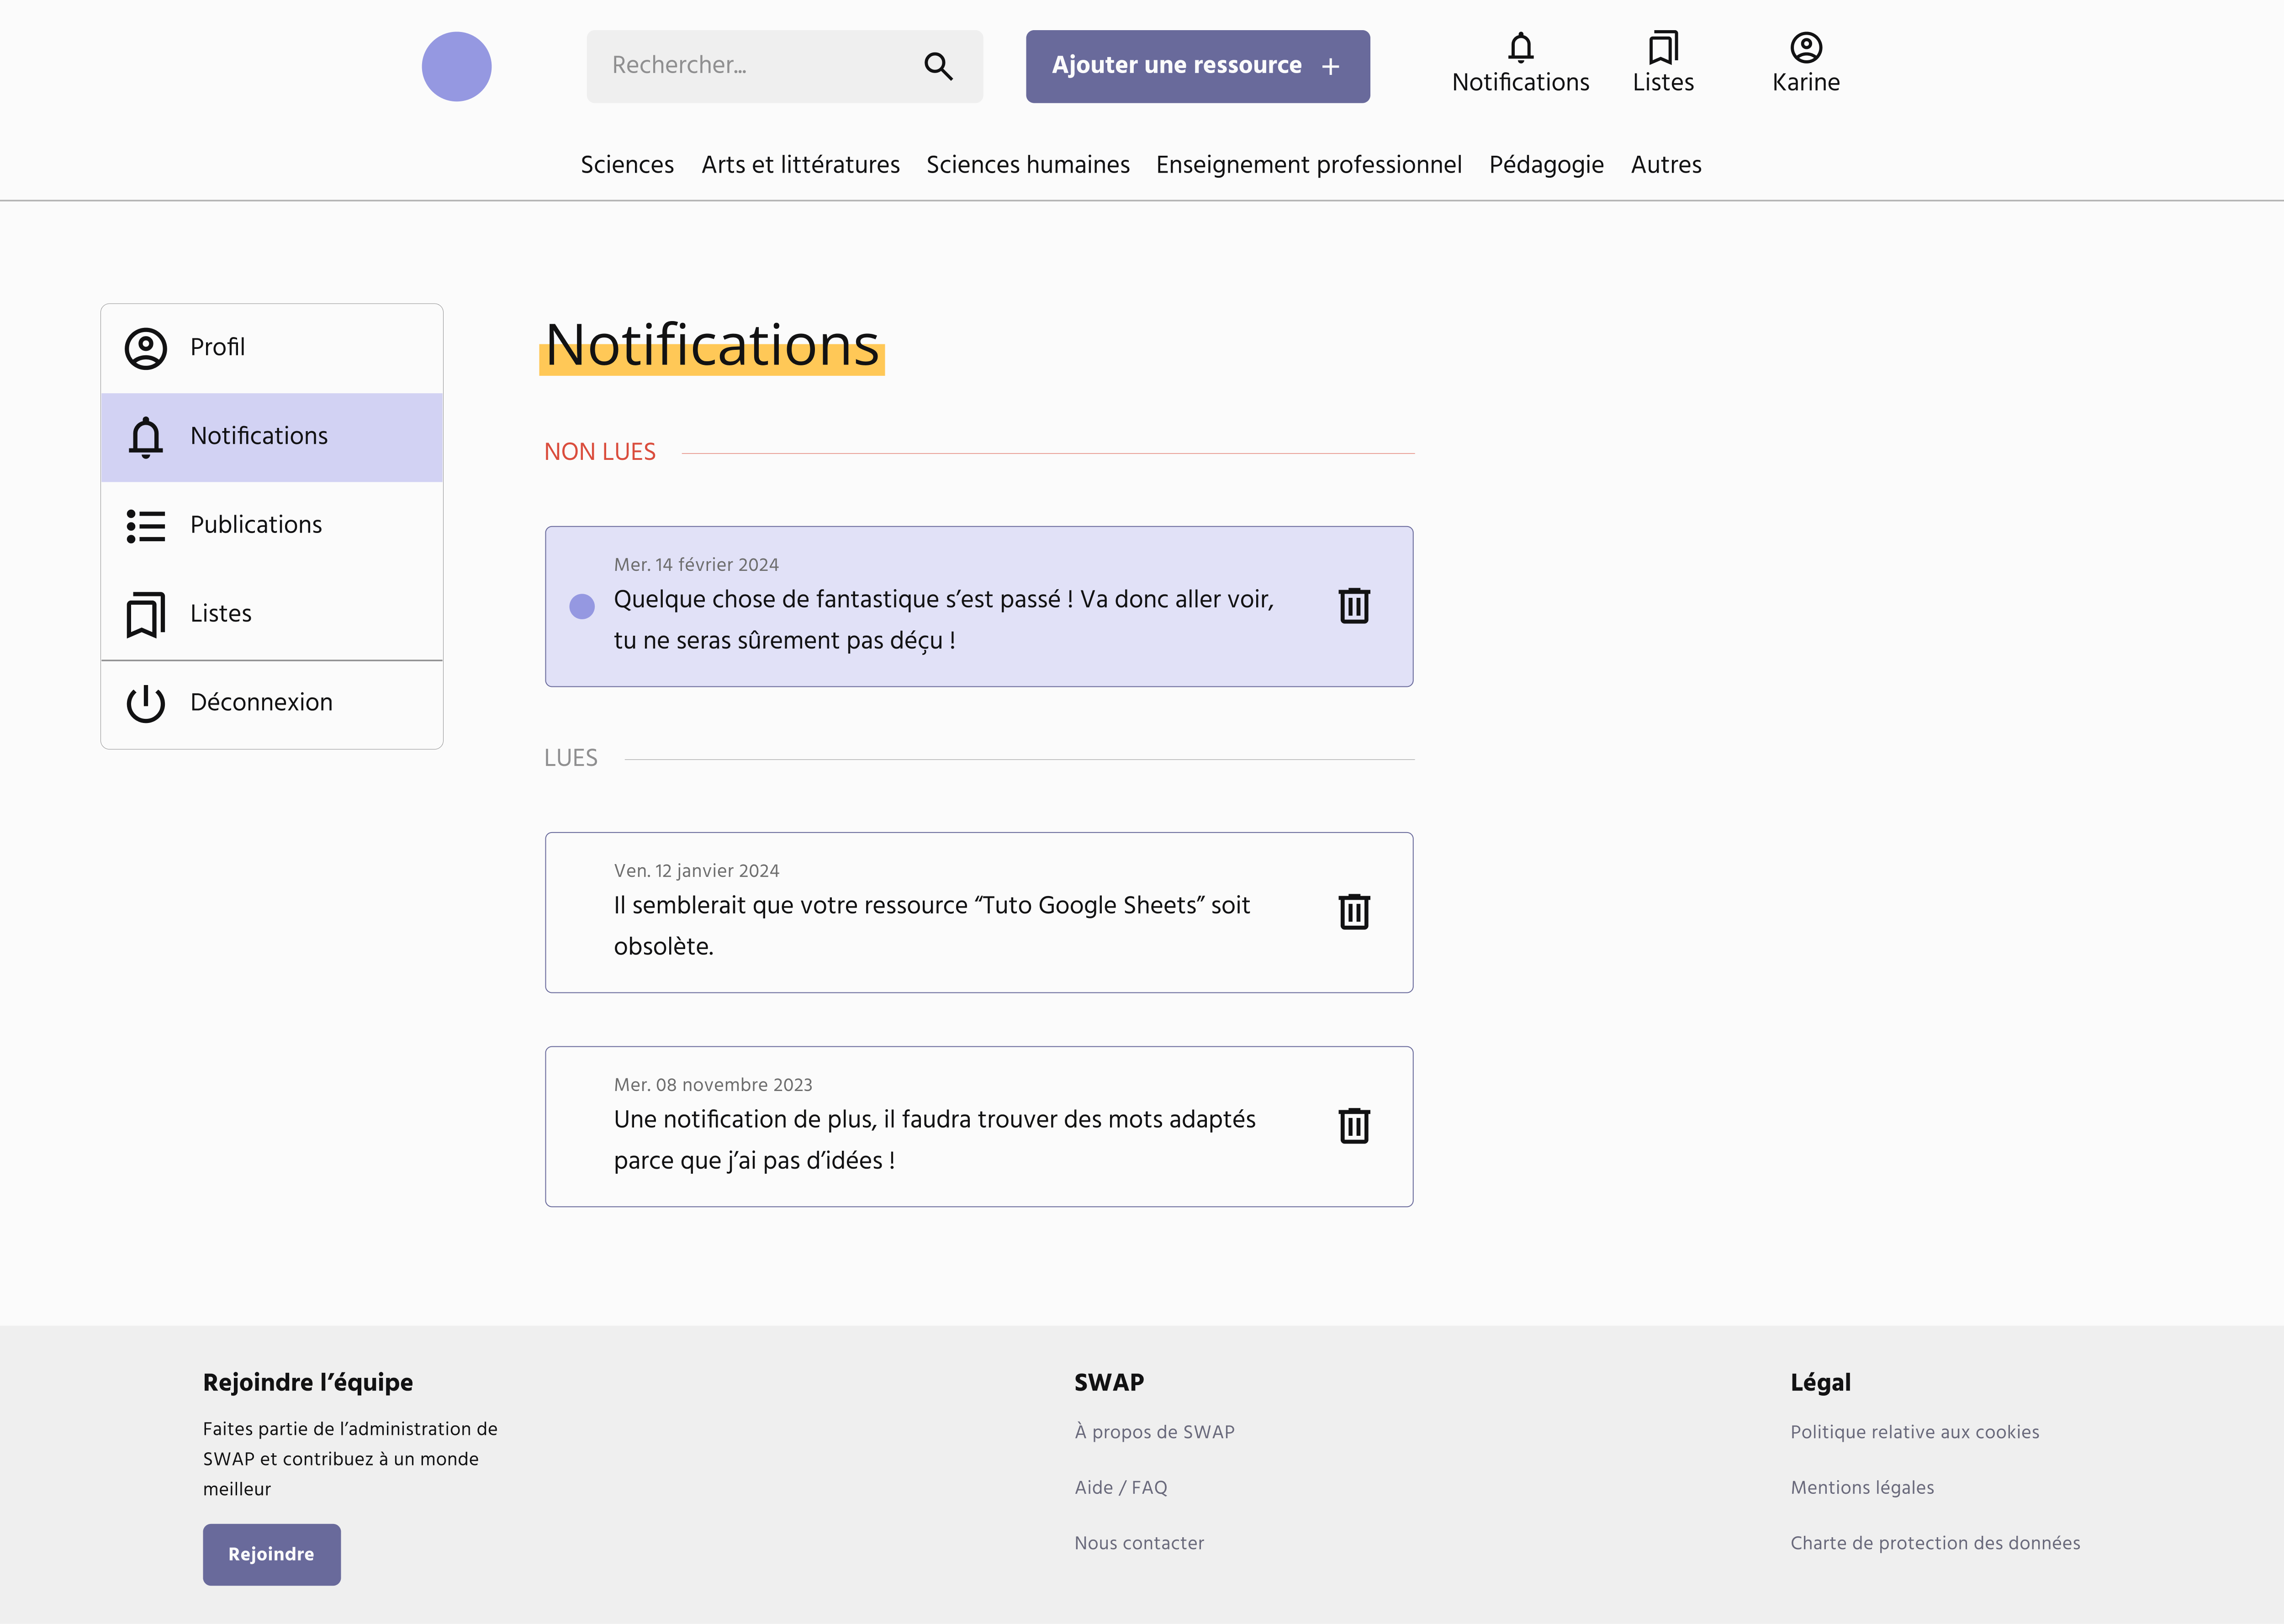 Rechercher...
Ajouter une ressource +
Notifications
Listes
Karine
Sciences
Arts et littératures
Sciences humaines
Enseignement professionnel
Pédagogie
Autres
Profil
Notifications
Publications
Listes
Déconnexion
Notifications
NON LUES
Mer. 14 février 2024
Quelque chose de fantastique s’est passé ! Va donc aller voir,
tu ne seras sûrement pas déçu !
LUES
Ven. 12 janvier 2024
Il semblerait que votre ressource “Tuto Google Sheets” soit
obsolète.
Mer. 08 novembre 2023
Une notification de plus, il faudra trouver des mots adaptés
parce que j’ai pas d’idées !
Rejoindre l’équipe
Faites partie de l’administration de
SWAP et contribuez à un monde
meilleur
Rejoindre
SWAP
À propos de SWAP
Aide / FAQ
Nous contacter
Légal
Politique relative aux cookies
Mentions légales
Charte de protection des données